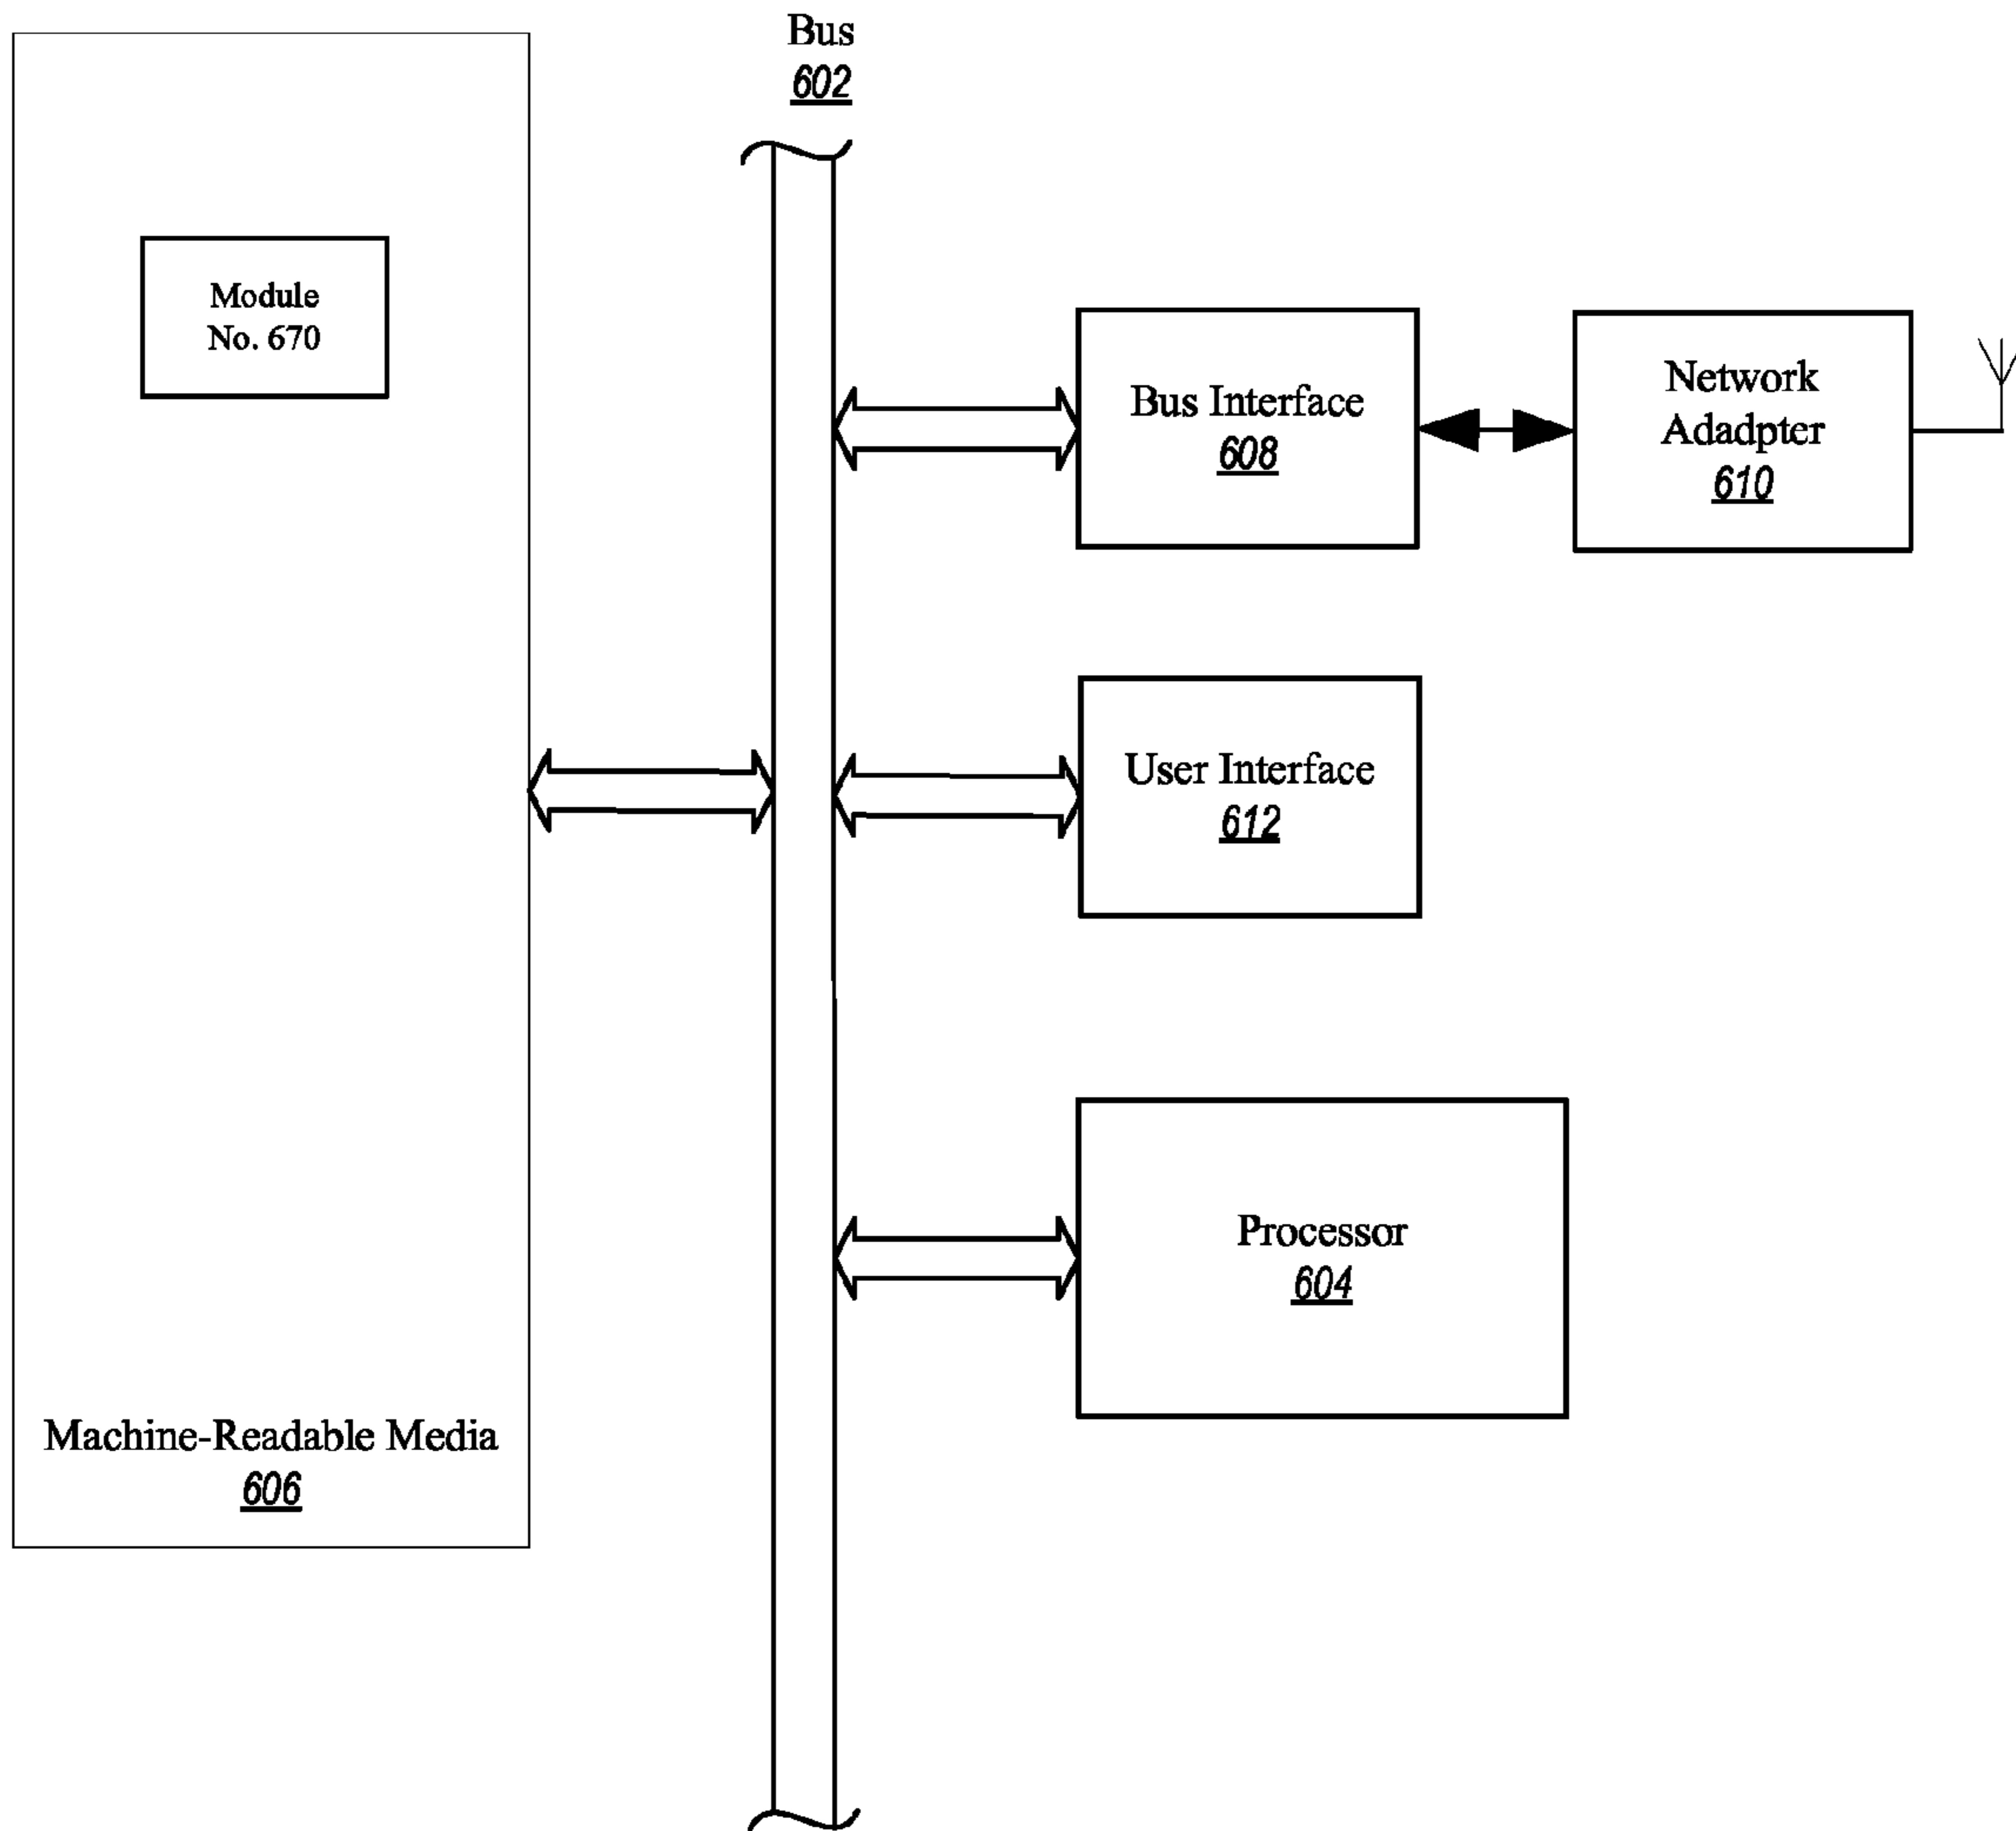 Bus
602
Module
No. 670
Bus Interface
608
Network
Adadpter
610
User Interface
612
Processor
604
Machine-Readable Media
606